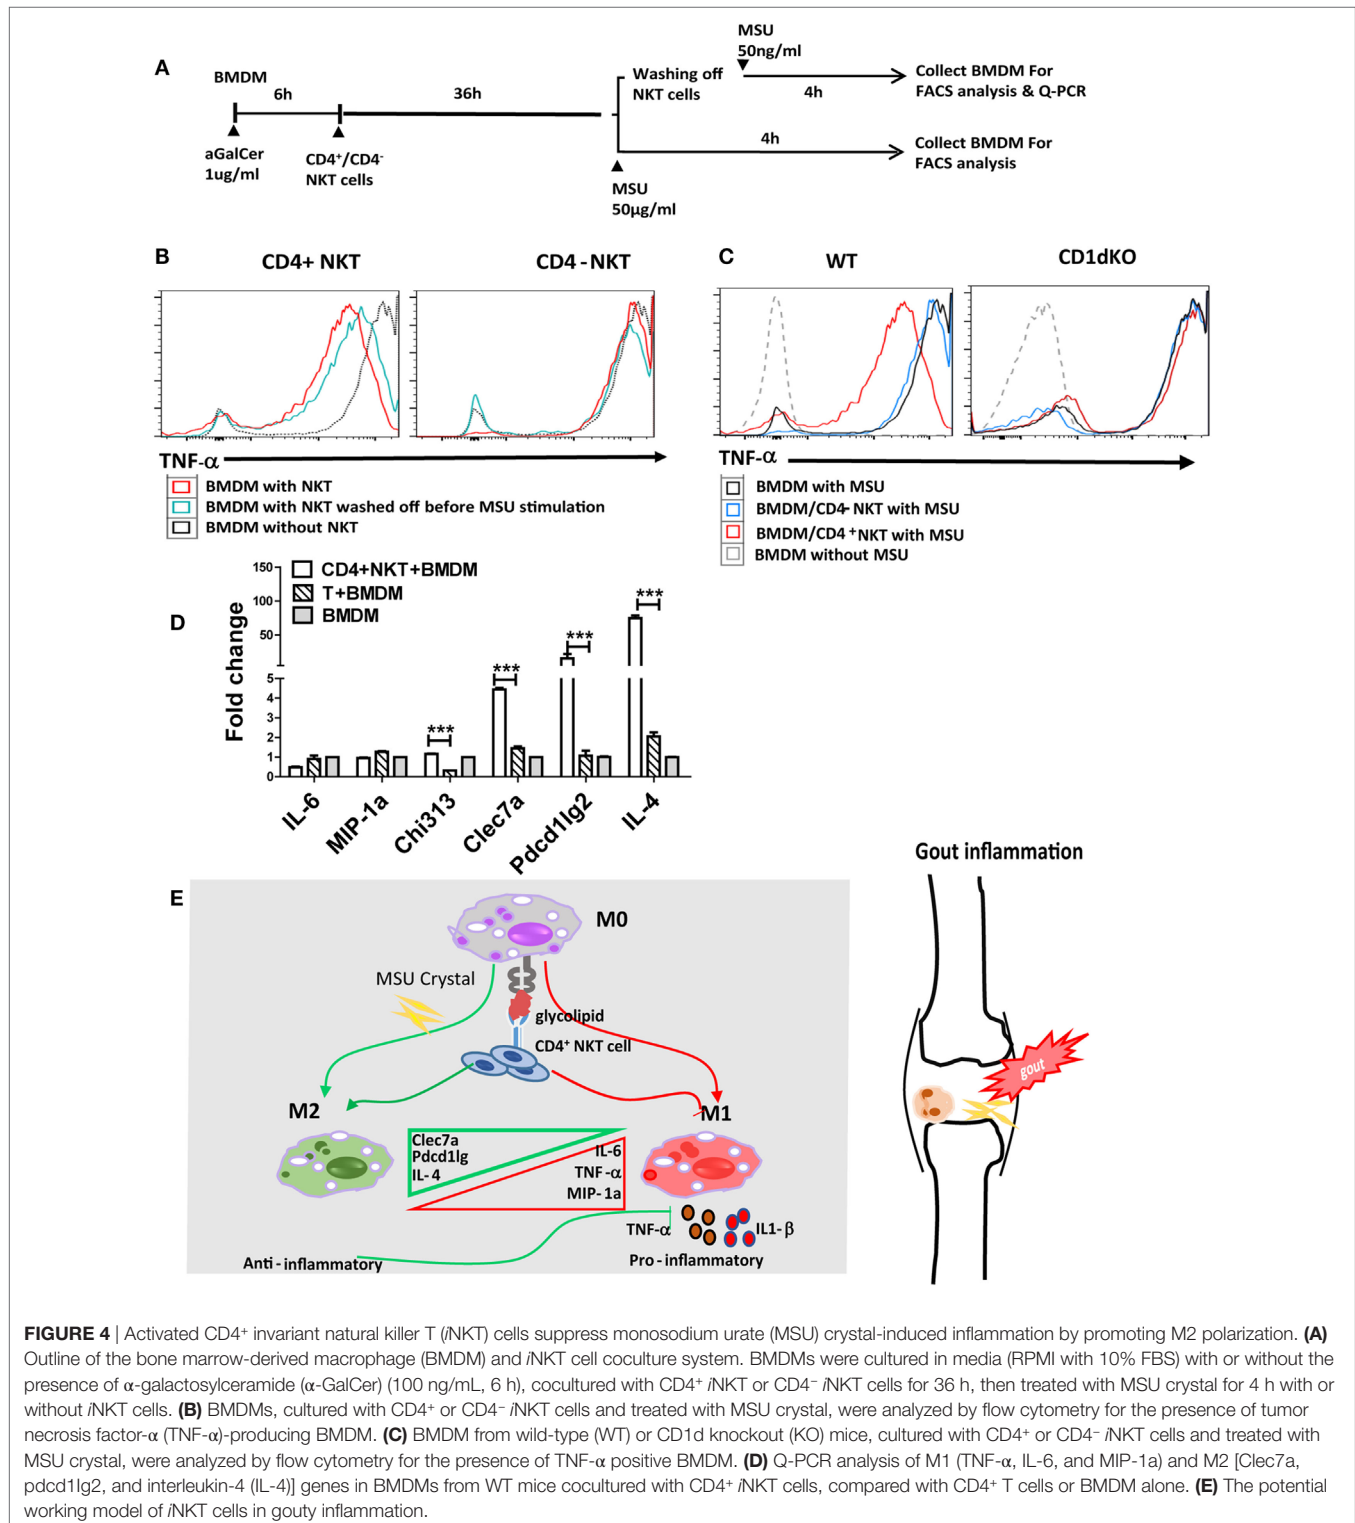 A
BMDM
6h
36h
aGalCer
1ug/ml
CD4⁺/CD4⁻
NKT cells
Washing off
NKT cells
MSU
50ng/ml
4h
Collect BMDM For
FACS analysis & Q-PCR
4h
MSU
50µg/ml
Collect BMDM For
FACS analysis
B
CD4+ NKT
CD4 - NKT
TNF-α
BMDM with NKT
BMDM with NKT washed off before MSU stimulation
BMDM without NKT
C
WT
CD1dKO
TNF-α
BMDM with MSU
BMDM/CD4- NKT with MSU
BMDM/CD4 ⁺NKT with MSU
BMDM without MSU
D
Fold change
150
100
50
5
4
3
2
1
0
CD4+NKT+BMDM
T+BMDM
BMDM
***
***
***
***
IL-6
MIP-1a
Chi313
Clec7a
Pdcd1lg2
IL-4
E
M0
MSU Crystal
glycolipid
CD4⁺ NKT cell
M2
M1
Clec7a
Pdcd1lg
IL-4
IL-6
TNF-α
MIP-1a
TNF-α
IL1-β
Anti-inflammatory
Pro-inflammatory
Gout inflammation
gout
FIGURE 4 | Activated CD4⁺ invariant natural killer T (iNKT) cells suppress monosodium urate (MSU) crystal-induced inflammation by promoting M2 polarization. (A)
Outline of the bone marrow-derived macrophage (BMDM) and iNKT cell coculture system. BMDMs were cultured in media (RPMI with 10% FBS) with or without the
presence of α-galactosylceramide (α-GalCer) (100 ng/mL, 6 h), cocultured with CD4⁺ iNKT or CD4⁻ iNKT cells for 36 h, then treated with MSU crystal for 4 h with or
without iNKT cells. (B) BMDMs, cultured with CD4⁺ or CD4⁻ iNKT cells and treated with MSU crystal, were analyzed by flow cytometry for the presence of tumor
necrosis factor-α (TNF-α)-producing BMDM. (C) BMDM from wild-type (WT) or CD1d knockout (KO) mice, cultured with CD4⁺ or CD4⁻ iNKT cells and treated with
MSU crystal, were analyzed by flow cytometry for the presence of TNF-α positive BMDM. (D) Q-PCR analysis of M1 (TNF-α, IL-6, and MIP-1a) and M2 [Clec7a,
pdcd1lg2, and interleukin-4 (IL-4)] genes in BMDMs from WT mice cocultured with CD4⁺ iNKT cells, compared with CD4⁺ T cells or BMDM alone. (E) The potential
working model of iNKT cells in gouty inflammation.